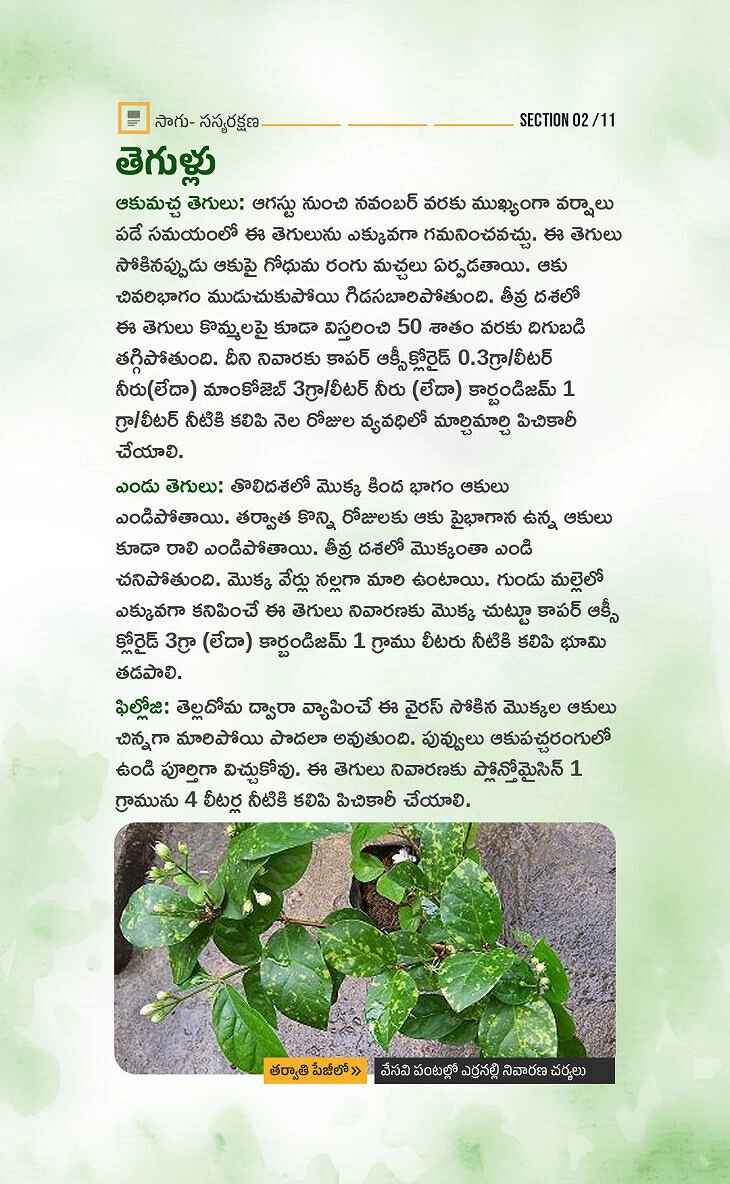 సాగు- సస్యరక్షణ
SECTION 02 /11
తెగుళ్లు
ఆకుమచ్చ తెగులు: ఆగస్టు నుంచి నవంబర్ వరకు ముఖ్యంగా వర్షాలు
పడే సమయంలో ఈ తెగులును ఎక్కువగా గమనించవచ్చు. ఈ తెగులు
సోకినప్పుడు ఆకుపై గోధుమ రంగు మచ్చలు ఏర్పడతాయి. ఆకు
చివరిభాగం ముడుచుకుపోయి గిడసబారిపోతుంది. తీవ్ర దశలో
ఈ తెగులు కొమ్మలపై కూడా విస్తరించి 50 శాతం వరకు దిగుబడి
తగ్గిపోతుంది. దీని నివారకు కాపర్ ఆక్సీక్లోరైడ్ 0.3గ్రా/లీటర్
నీరు(లేదా) మాంకోజెబ్ 3గ్రా/లీటర్ నీరు (లేదా) కార్బండిజమ్ 1
గ్రా/లీటర్ నీటికి కలిపి నెల రోజుల వ్యవధిలో మార్చిమార్చి పిచికారీ
చేయాలి.
ఎండు తెగులు: తొలిదశలో మొక్క కింద భాగం ఆకులు
ఎండిపోతాయి. తర్వాత కొన్ని రోజులకు ఆకు పైభాగాన ఉన్న ఆకులు
కూడా రాలి ఎండిపోతాయి. తీవ్ర దశలో మొక్కంతా ఎండి
చనిపోతుంది. మొక్క వేర్లు నల్లగా మారి ఉంటాయి. గుండు మల్లెలో
ఎక్కువగా కనిపించే ఈ తెగులు నివారణకు మొక్క చుట్టూ కాపర్ ఆక్సీ
క్లోరైడ్ 3గ్రా (లేదా) కార్బండిజమ్ 1 గ్రాము లీటరు నీటికి కలిపి భూమి
తడపాలి.
ఫిల్లోజి: తెల్లదోమ ద్వారా వ్యాపించే ఈ వైరస్ సోకిన మొక్కల ఆకులు
చిన్నగా మారిపోయి పొదలా అవుతుంది. పువ్వులు ఆకుపచ్చరంగులో
ఉండి పూర్తిగా విచ్చుకోవు. ఈ తెగులు నివారణకు ప్లోన్తోమైసిన్ 1
గ్రామును 4 లీటర్ల నీటికి కలిపి పిచికారీ చేయాలి.
తర్వాతి పేజీలో »
వేసవి పంటల్లో ఎర్రనల్లి నివారణ చర్యలు